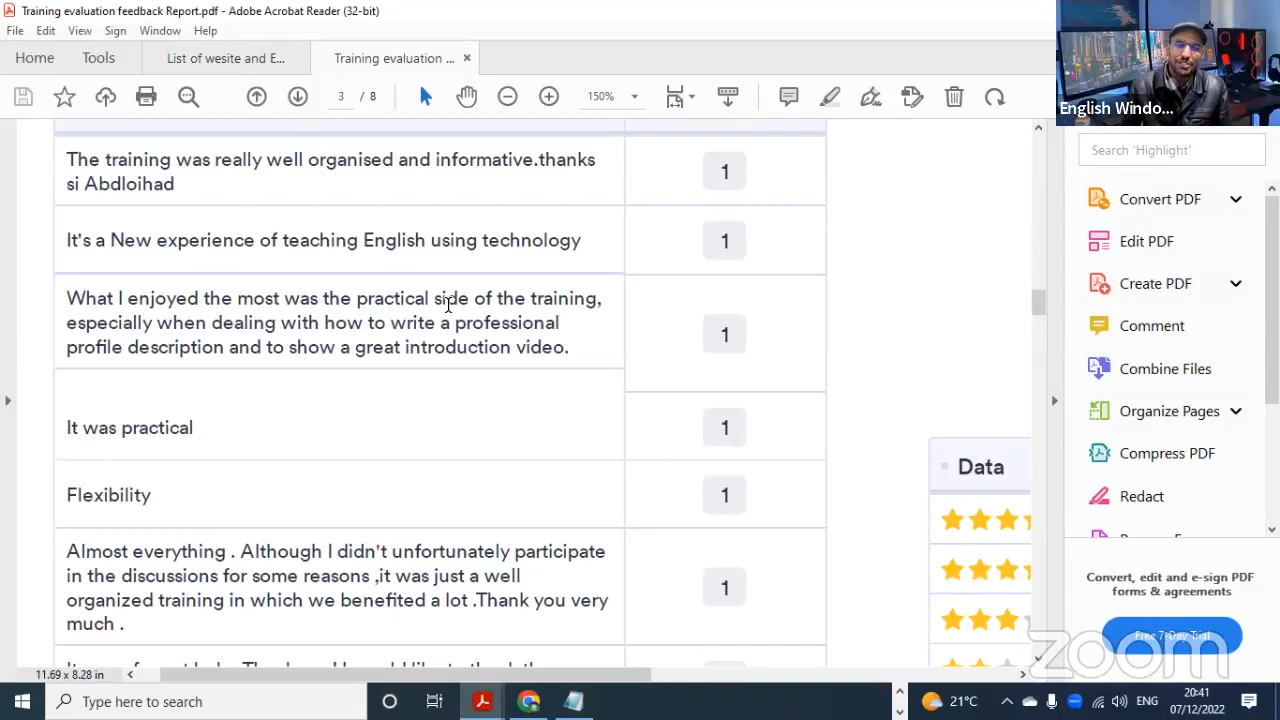 Training evaluation feedback Report.pdf - Adobe Acrobat Reader (32-bit)
File Edit View Sign Window Help
Home Tools List of wesite and E... Training evaluation ... ×
3 / 8 150%
English Windo...
Search 'Highlight'
The training was really well organised and informative.thanks
si Abdloihad
1
It's a New experience of teaching English using technology
1
What I enjoyed the most was the practical side of the training,
especially when dealing with how to write a professional
profile description and to show a great introduction video.
1
It was practical
1
Flexibility
1
Almost everything . Although I didn't unfortunately participate
in the discussions for some reasons ,it was just a well
organized training in which we benefited a lot .Thank you very
much .
1
Data
Convert PDF
Edit PDF
Create PDF
Comment
Combine Files
Organize Pages
Compress PDF
Redact
Convert, edit and e-sign PDF
forms & agreements
Free 7-Day Trial
zoom
11.69 x 8.28 in
Type here to search
21°C
ENG
20:41
07/12/2022